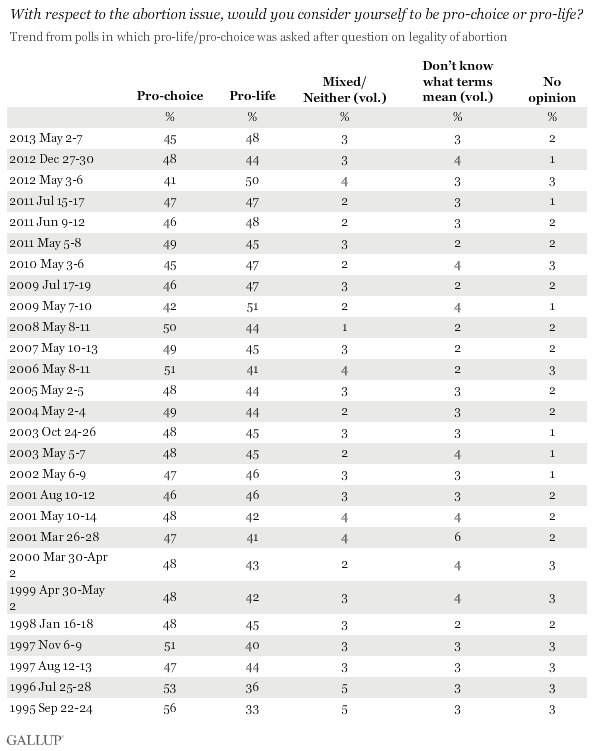 With respect to the abortion issue, would you consider yourself to be pro-choice or pro-life?
Trend from polls in which pro-life/pro-choice was asked after question on legality of abortion
Pro-choice Pro-life Mixed/ Neither (vol.) Don't know what terms mean (vol.) No opinion
% % % % %
2013 May 2-7 45 48 3 3 2
2012 Dec 27-30 48 44 3 4 1
2012 May 3-6 41 50 4 3 3
2011 Jul 15-17 47 47 2 3 1
2011 Jun 9-12 46 48 2 3 2
2011 May 5-8 49 45 3 2 2
2010 May 3-6 45 47 2 4 3
2009 Jul 17-19 46 47 3 2 2
2009 May 7-10 42 51 2 4 1
2008 May 8-11 50 44 1 2 2
2007 May 10-13 49 45 3 2 2
2006 May 8-11 51 41 4 2 3
2005 May 2-5 48 44 3 3 2
2004 May 2-4 49 44 2 3 2
2003 Oct 24-26 48 45 3 3 1
2003 May 5-7 48 45 2 4 1
2002 May 6-9 47 46 3 3 1
2001 Aug 10-12 46 46 3 3 2
2001 May 10-14 48 42 4 4 2
2001 Mar 26-28 47 41 4 6 2
2000 Mar 30-Apr 2 48 43 2 4 3
1999 Apr 30-May 2 48 42 3 4 3
1998 Jan 16-18 48 45 3 2 2
1997 Nov 6-9 51 40 3 3 3
1997 Aug 12-13 47 44 3 3 3
1996 Jul 25-28 53 36 5 3 3
1995 Sep 22-24 56 33 5 3 3
GALLUP